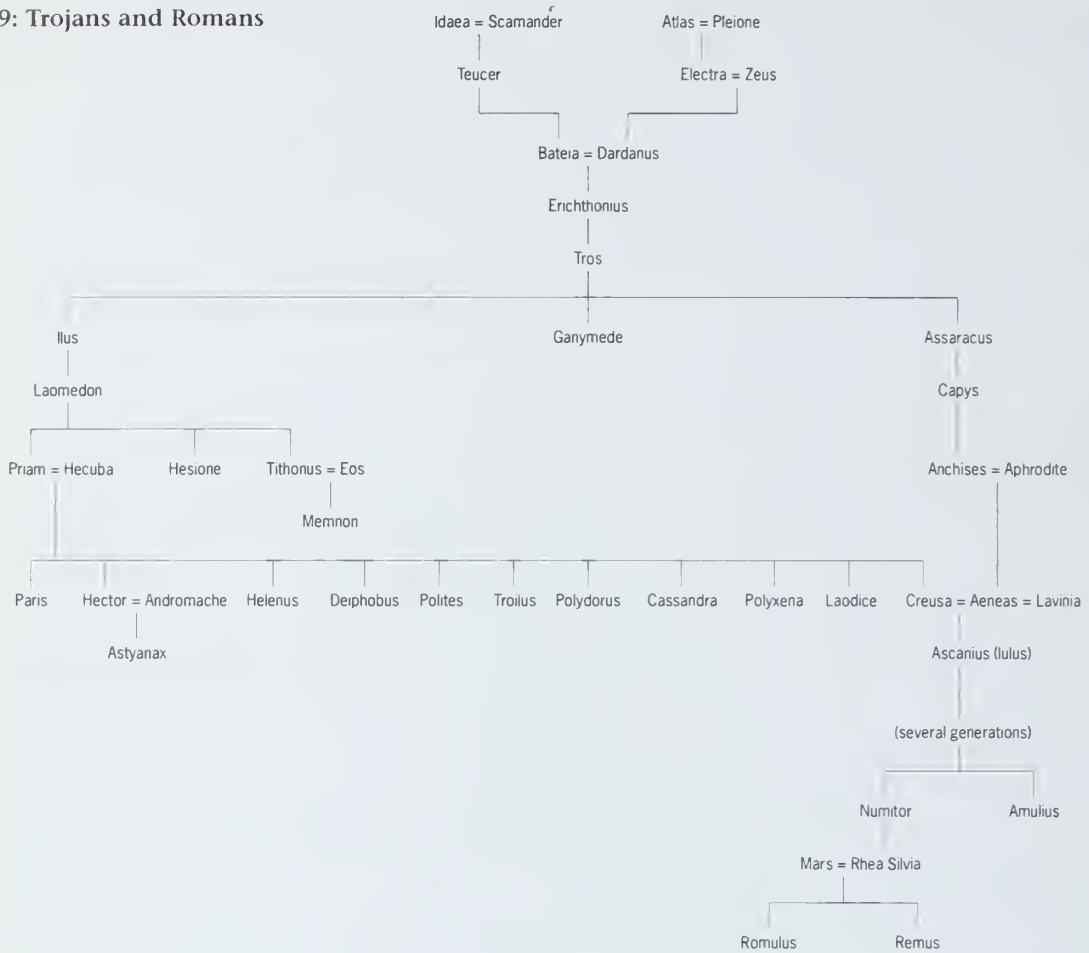 9: Trojans and Romans
Idaea = Scamander Atlas = Pleione
Teucer Electra = Zeus
Bateia = Dardanus
Erichthonius
Tros
Ilus Ganymede Assaracus
Laomedon Capys
Priam = Hecuba Hesione Tithonus = Eos Anchises = Aphrodite
Memnon
Paris Hector = Andromache Helenus Deiphobus Polites Troilus Polydorus Cassandra Polyxena Laodice Creusa = Aeneas = Lavinia
Astyanax Ascanius (Iulus)
(several generations)
Numitor Amulius
Mars = Rhea Silvia
Romulus Remus